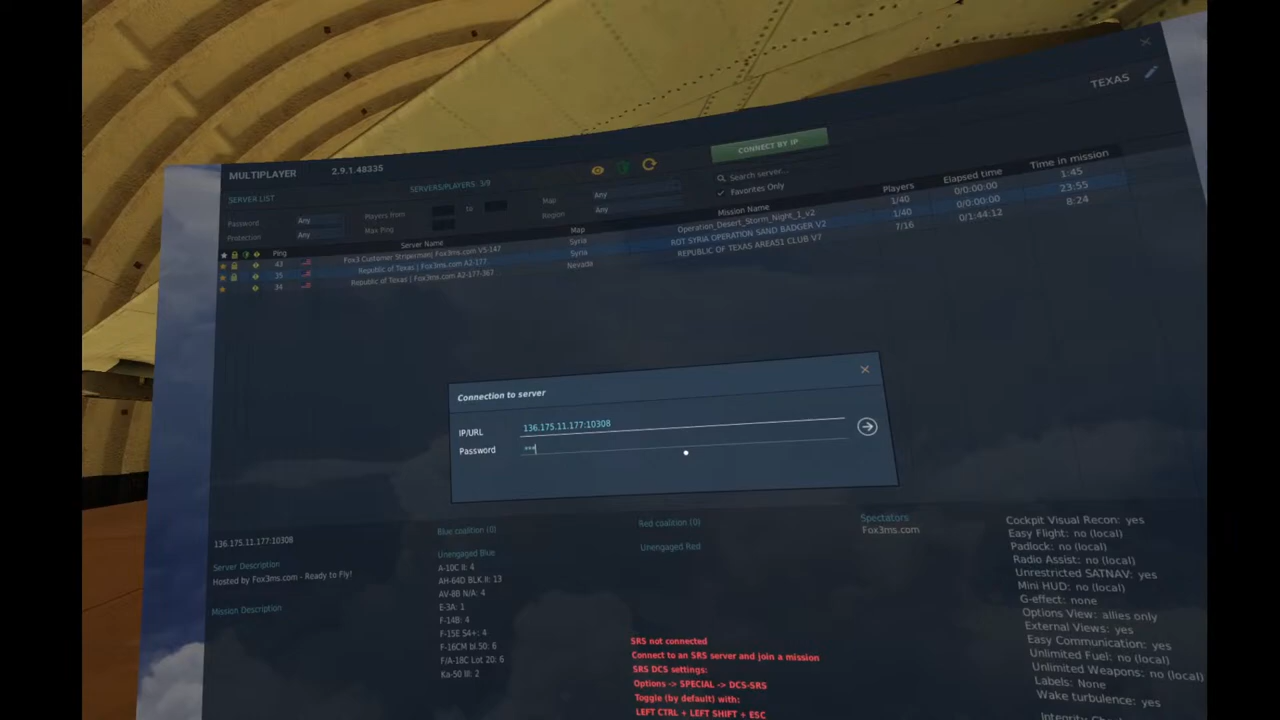 TEXAS
MULTIPLAYER 2.9.1.48335
CONNECT BY IP
SERVER LIST SERVERS/PLAYERS 5/9
Search server...
Favorites Only
Password Any
Players from to
Map Any
Protection Any
Max Ping
Region Any
Ping Server Name Map Mission Name Players Elapsed time Time in mission
43 Fox3 Customer Stripeman| Fox3ms.com V5-147 Syria Operation_Desert_Storm_Night_1_v2 1/40 0/0:00:00 1:45
35 Republic of Texas | Fox3ms.com A2-177 Syria ROT SYRIA OPERATION SAND BADGER V2 1/40 0/0:00:00 23:55
34 Republic of Texas | Fox3ms.com A2-177-367 Nevada REPUBLIC OF TEXAS AREA51 CLUB V7 7/16 0/1:44:12 8:24
Connection to server
IP/URL 136.175.11.177:10308
Password ***
136.175.11.177:10308
Server Description
Hosted by Fox3ms.com - Ready to Fly!
Mission Description
Blue coalition (0)
Unengaged Blue
A-10C II: 4
AH-64D BLK.II: 13
AV-8B N/A: 4
E-3A: 1
F-14B: 4
F-15E S4+: 4
F-16CM bl.50: 6
F/A-18C Lot 20: 6
Ka-50 III: 2
Red coalition (0)
Unengaged Red
SRS not connected
Connect to an SRS server and join a mission
SRS DCS settings:
Options -> SPECIAL -> DCS-SRS
Toggle (by default) with:
LEFT CTRL + LEFT SHIFT + ESC
Spectators
Fox3ms.com
Cockpit Visual Recon: yes
Easy Flight: no (local)
Padlock: no (local)
Radio Assist: no (local)
Unrestricted SATNAV: yes
Mini HUD: no (local)
G-effect: none
Options View: allies only
External Views: yes
Easy Communication: yes
Unlimited Fuel: no (local)
Unlimited Weapons: no (local)
Labels: None
Wake turbulence: yes